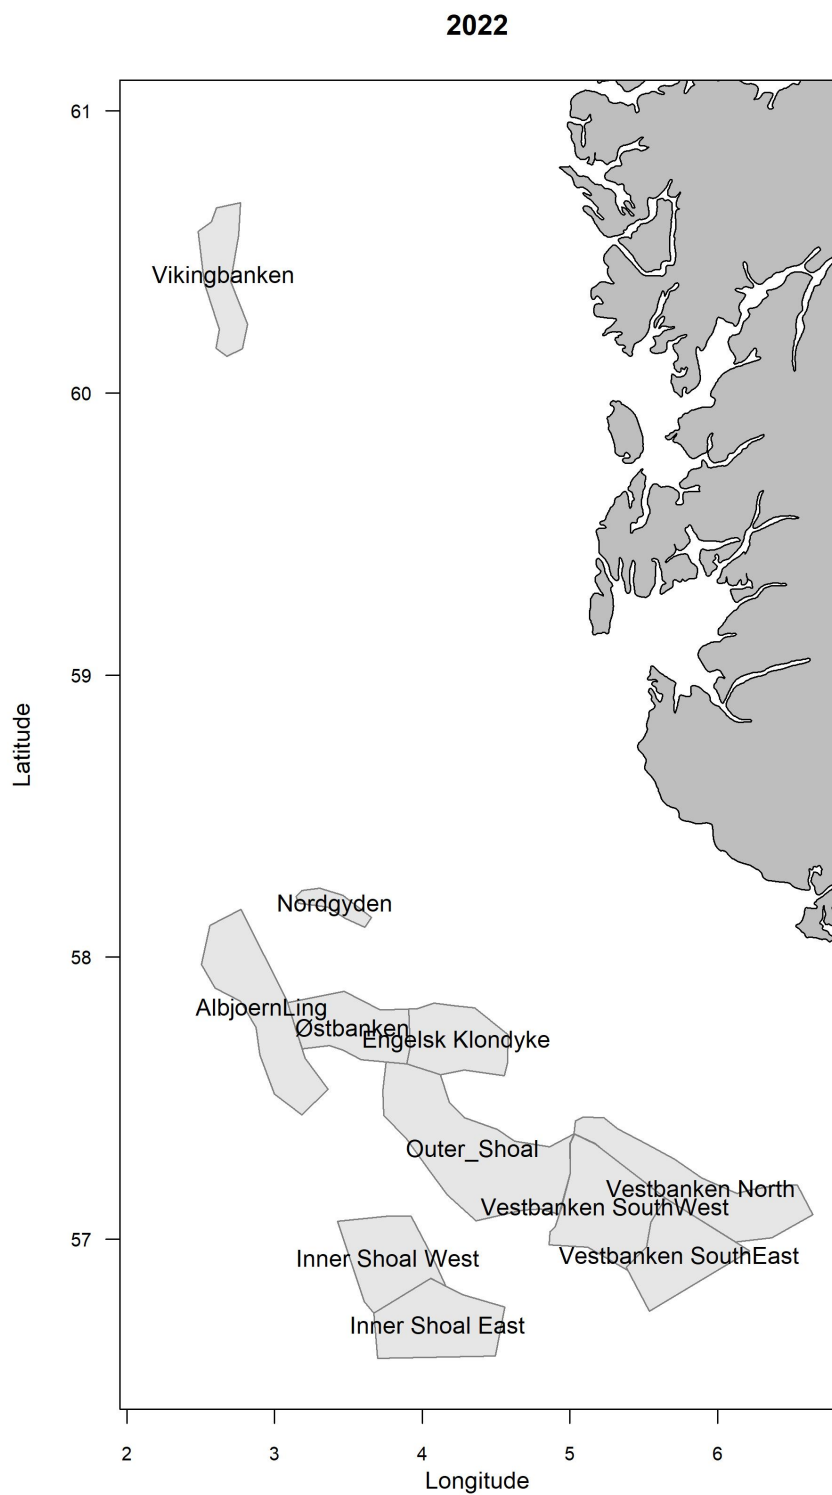 2022
61
Vikingbanken
60
59
Latitude
Nordgyden
58
AlbjoernLing
Østbanken
Engelsk Klondyke
Outer_Shoal
Vestbanken North
Vestbanken SouthWest
57
Vestbanken SouthEast
Inner Shoal West
Inner Shoal East
2 3 4 5 6
Longitude